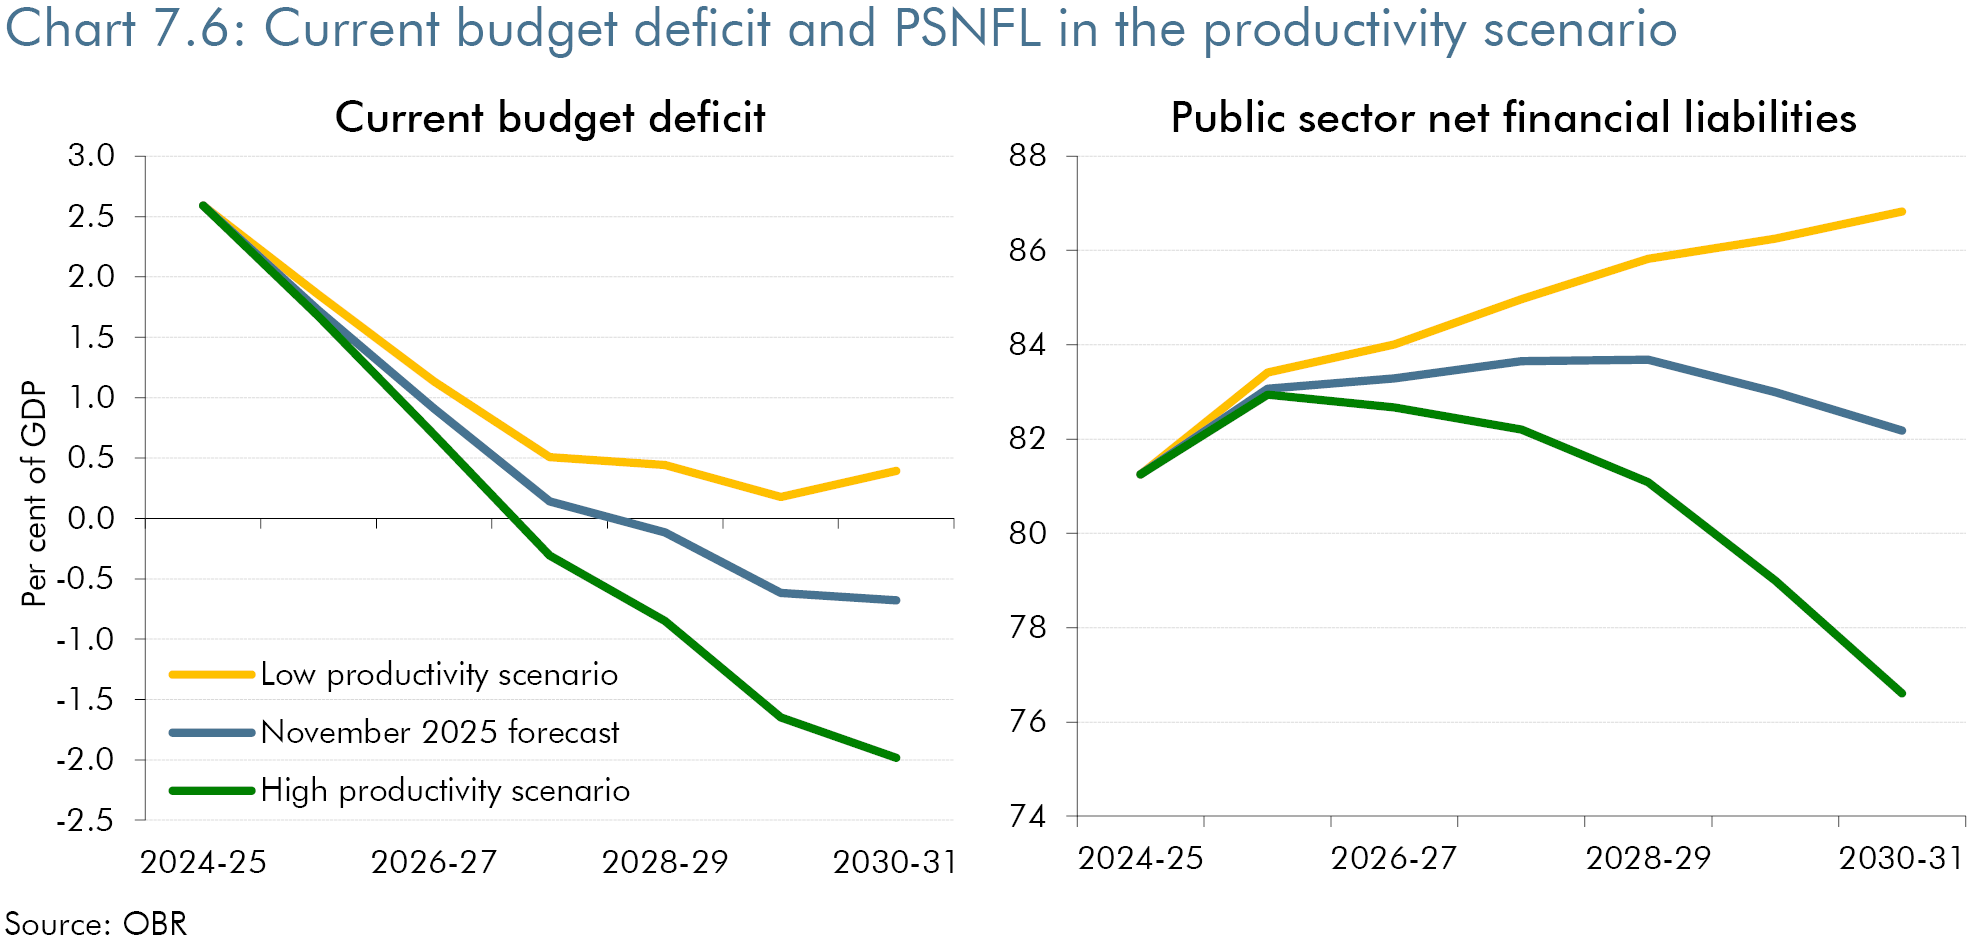 Chart 7.6: Current budget deficit and PSNFL in the productivity scenario
Current budget deficit
Per cent of GDP
3.0
2.5
2.0
1.5
1.0
0.5
0.0
-0.5
-1.0
-1.5
-2.0
-2.5
Low productivity scenario
November 2025 forecast
High productivity scenario
2024-25 2026-27 2028-29 2030-31
Public sector net financial liabilities
88
86
84
82
80
78
76
74
2024-25 2026-27 2028-29 2030-31
Source: OBR